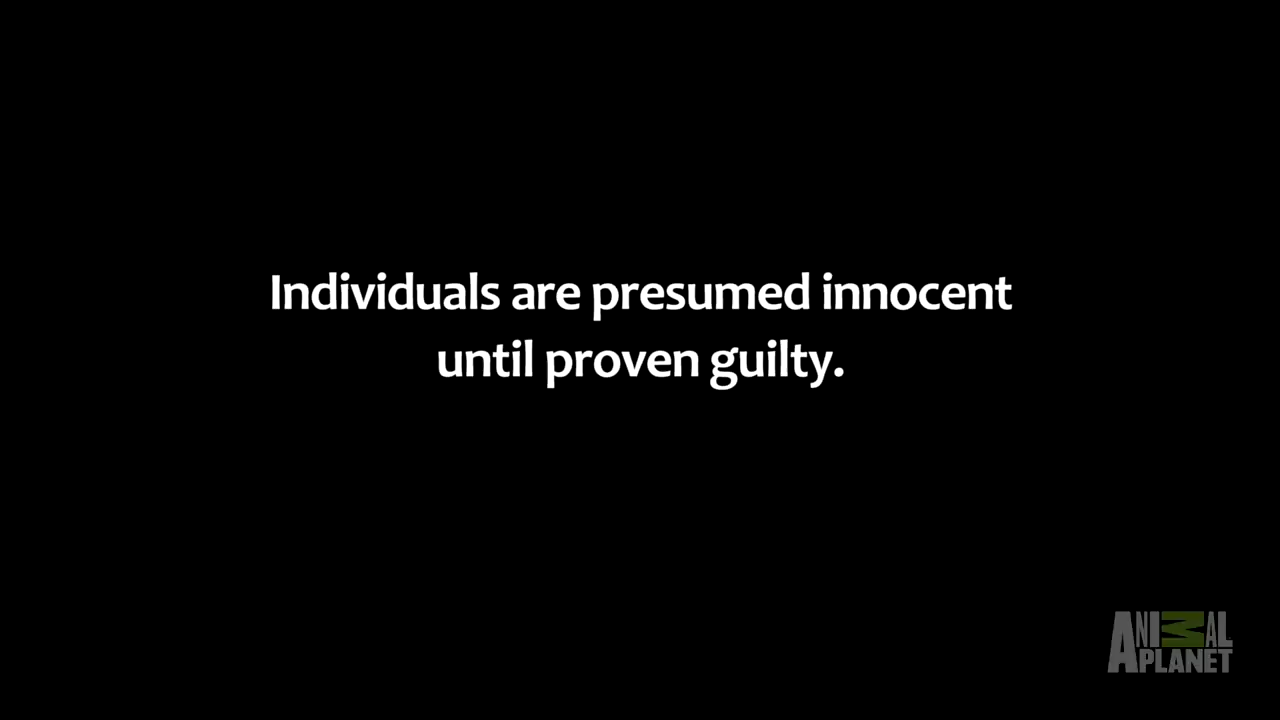 Individuals are presumed innocent
until proven guilty.
ANIMAL
PLANET